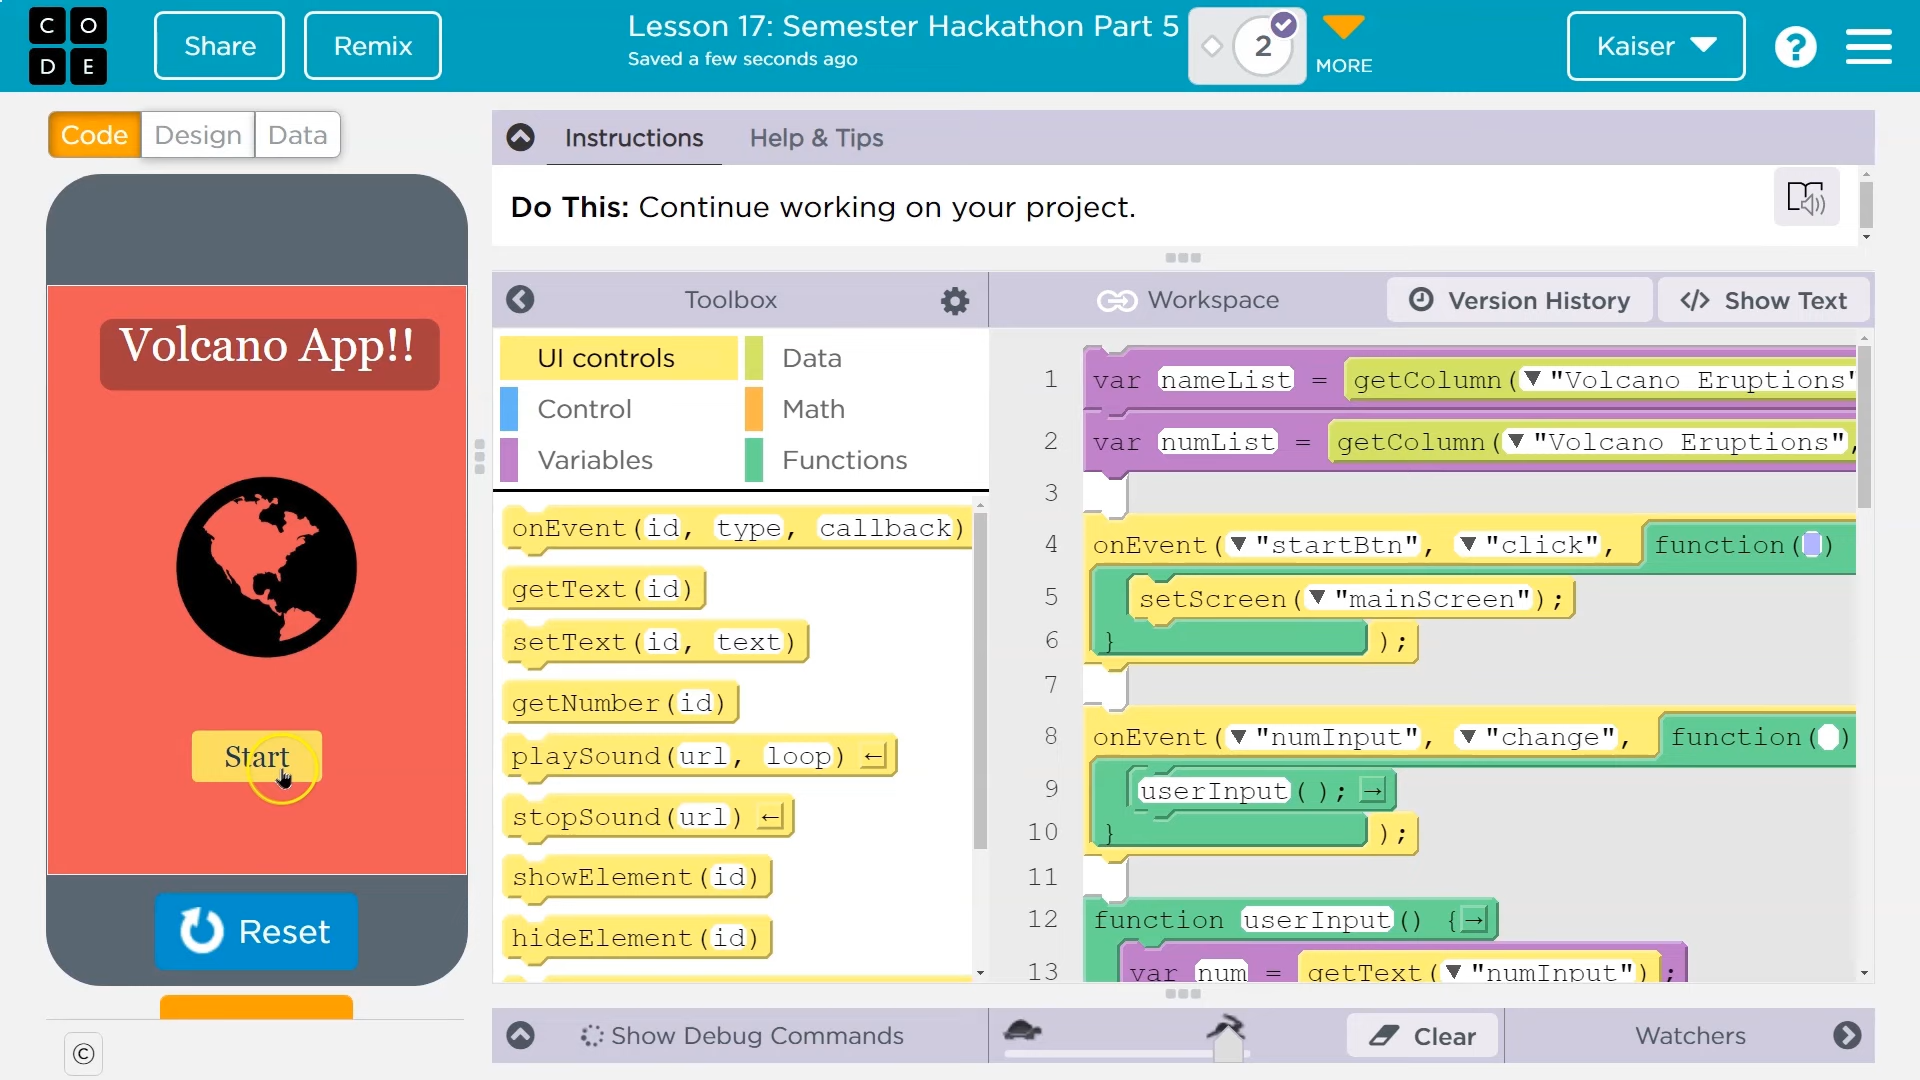 CODE
Share
Remix
Lesson 17: Semester Hackathon Part 5
Saved a few seconds ago
2
MORE
Kaiser
?
Code
Design
Data
Instructions
Help & Tips
Do This: Continue working on your project.
Volcano App!!
Start
Reset
©
Toolbox
Workspace
Version History
</> Show Text
UI controls
Data
Control
Math
Variables
Functions
onEvent(id, type, callback)
getText(id)
setText(id, text)
getNumber(id)
playSound(url, loop) ←
stopSound(url) ←
showElement(id)
hideElement(id)
1 var nameList = getColumn(▼"Volcano Eruptions"
2 var numList = getColumn(▼"Volcano Eruptions",
3
4 onEvent(▼"startBtn", ▼"click", function( )
5 setScreen(▼"mainScreen");
6 } );
7
8 onEvent(▼"numInput", ▼"change", function( )
9 userInput(); →
10 } );
11
12 function userInput() {→
13 var num = getText(▼"numInput");
Show Debug Commands
Clear
Watchers